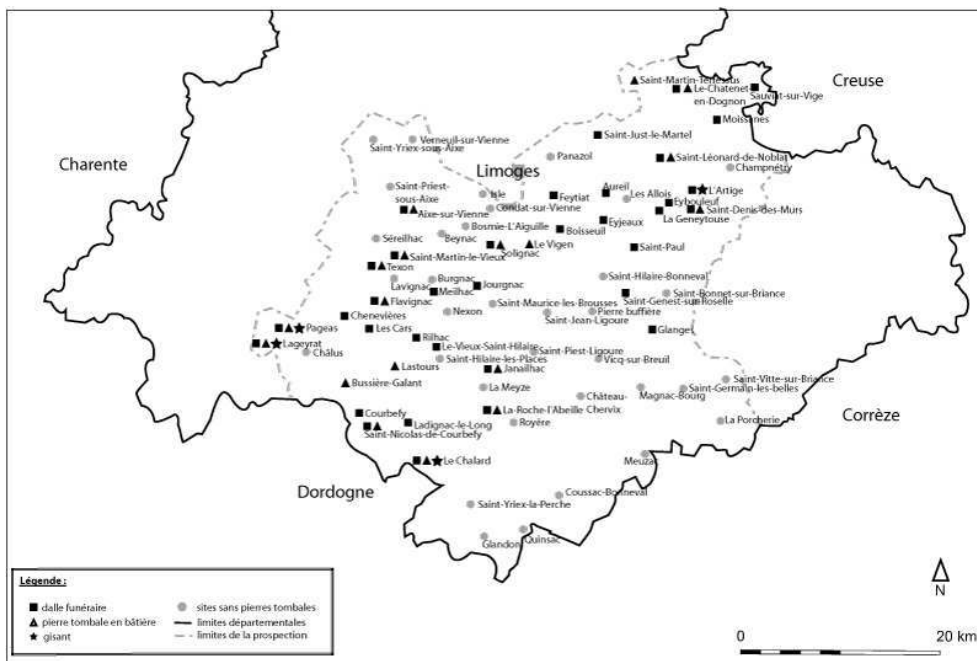 Saint-Martin-Terressus
Creuse
Le-Chatenet-
en-Dognon
Sauviat-sur-Vige
Moissanes
Saint-Just-le-Martel
Verneuil-sur-Vienne
Saint-Yriex-sous-Aixe
Charente
Limoges
Panazol
Saint-Léonard-de-Noblat
Champnétry
Saint-Priest-
sous-Aixe
Isle
Feytiat
Aureil
Les Allois
L'Artige
Eybouleuf
Condat-sur-Vienne
Aixe-sur-Vienne
La Geneytouse
Saint-Denis-des-Murs
Bosmie-L'Aiguille
Boisseuil
Eyjeaux
Séreilhac
Beynac
Solignac
Le Vigen
Saint-Paul
Saint-Martin-le-Vieux
Texon
Lavignac
Burgnac
Meilhac
Jourgnac
Saint-Hilaire-Bonneval
Saint-Bonnet-sur-Briance
Saint-Genest-sur-Roselle
Flavignac
Saint-Maurice-les-Brousses
Nexon
Saint-Jean-Ligoure
Pierre buffière
Chenevières
Pageas
Les Cars
Glanges
Rilhac
Lageyrat
Châlus
Le-Vieux-Saint-Hilaire
Saint-Hilaire-les-Places
Saint-Piest-Ligoure
Vicq-sur-Breuil
Lastours
Janailhac
Bussière-Galant
La Meyze
Château-
Chervix
Magnac-Bourg
Saint-Germain-les-belles
Saint-Vitte-sur-Briance
Courbefy
La-Roche-l'Abeille
Ladignac-le-Long
Royère
La Porcherie
Corrèze
Saint-Nicolas-de-Courbefy
Le Chalard
Meuzac
Dordogne
Coussac-Bonneval
Saint-Yriex-la-Perche
Quinsac
Glandon
Légende :
dalle funéraire
pierre tombale en bâtière
gisant
sites sans pierres tombales
limites départementales
limites de la prospection
N
0
20 km